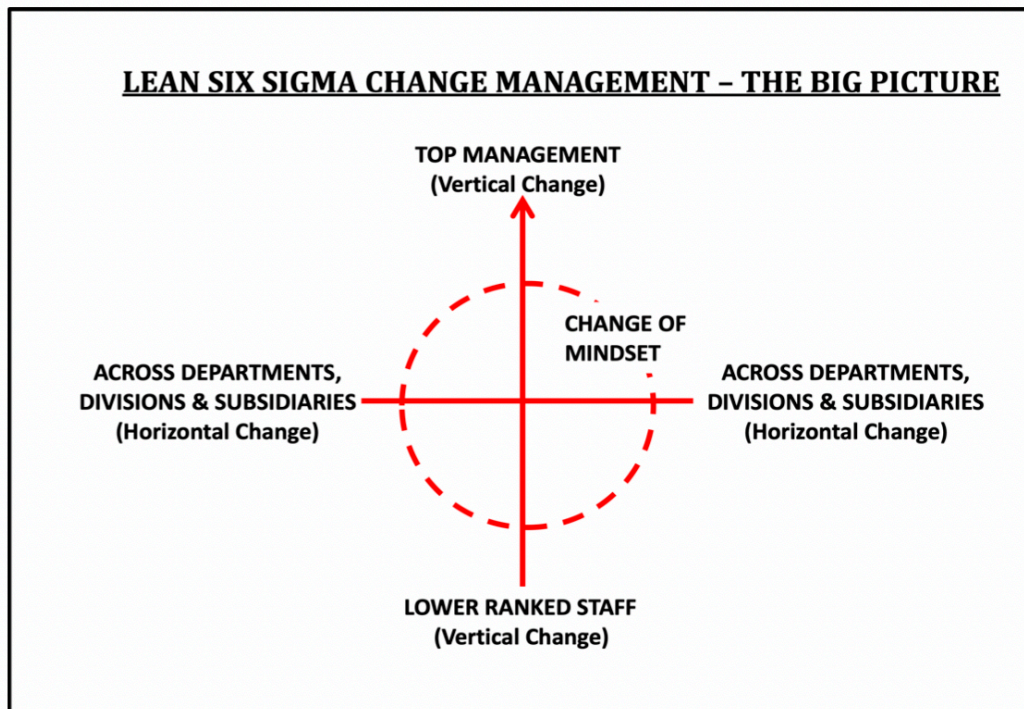 LEAN SIX SIGMA CHANGE MANAGEMENT – THE BIG PICTURE
TOP MANAGEMENT
(Vertical Change)
CHANGE OF
MINDSET
ACROSS DEPARTMENTS,
DIVISIONS & SUBSIDIARIES
(Horizontal Change)
ACROSS DEPARTMENTS,
DIVISIONS & SUBSIDIARIES
(Horizontal Change)
LOWER RANKED STAFF
(Vertical Change)